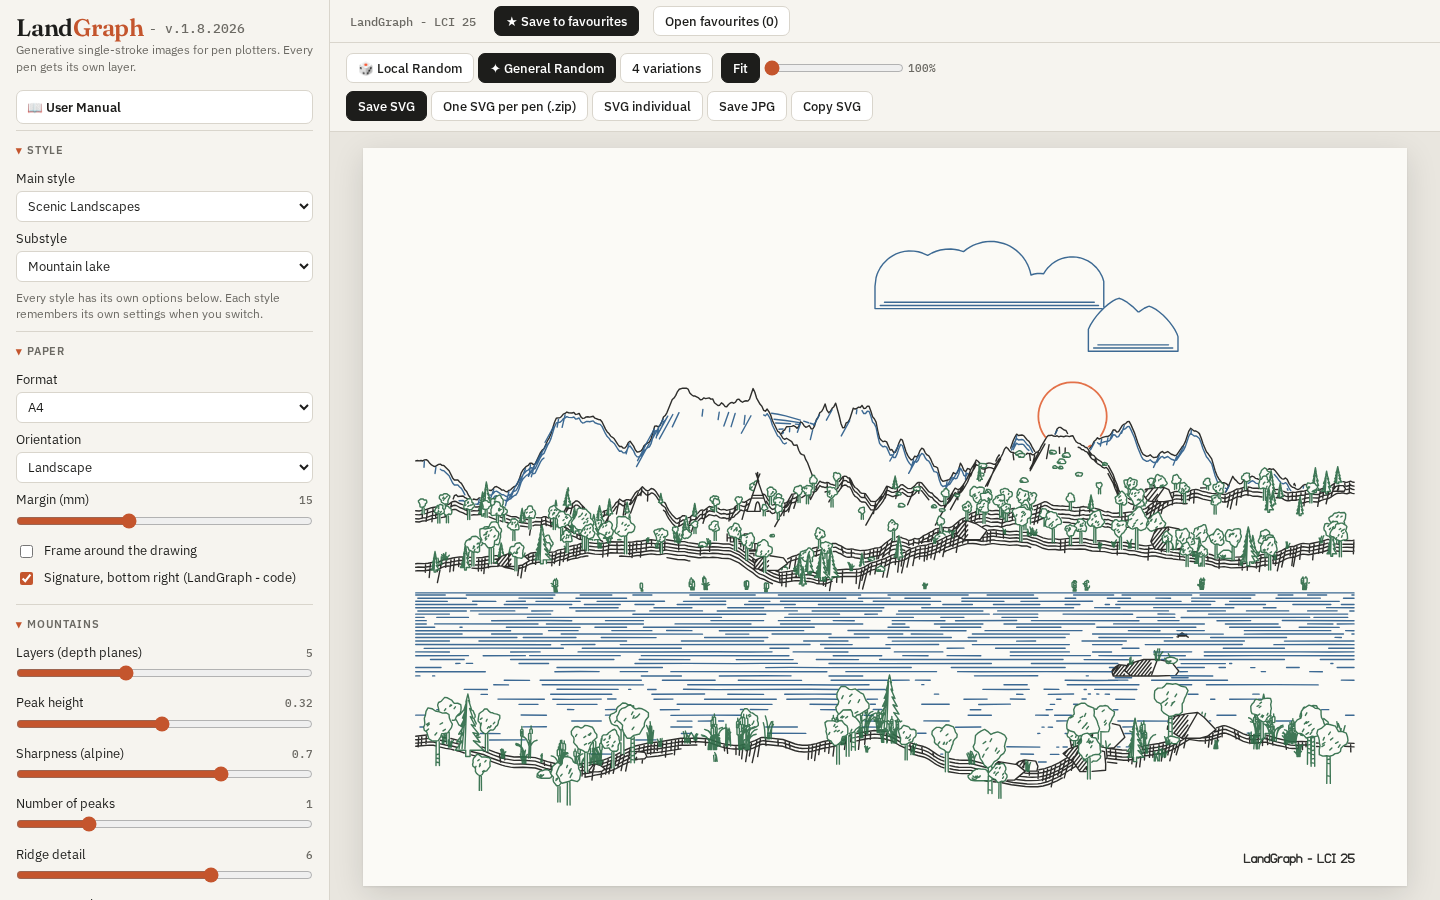 LandGraph - v.1.8.2026
Generative single-stroke images for pen plotters. Every
pen gets its own layer.
📖 User Manual
▾ STYLE
Main style
Scenic Landscapes
Substyle
Mountain lake
Every style has its own options below. Each style
remembers its own settings when you switch.
▾ PAPER
Format
A4
Orientation
Landscape
Margin (mm) 15
Frame around the drawing
Signature, bottom right (LandGraph - code)
▾ MOUNTAINS
Layers (depth planes) 5
Peak height 0.32
Sharpness (alpine) 0.7
Number of peaks 1
Ridge detail 6
LandGraph - LCI 25 ★ Save to favourites Open favourites (0)
🎲 Local Random ✦ General Random 4 variations Fit 100%
Save SVG One SVG per pen (.zip) SVG individual Save JPG Copy SVG
LandGraph - LCI 25